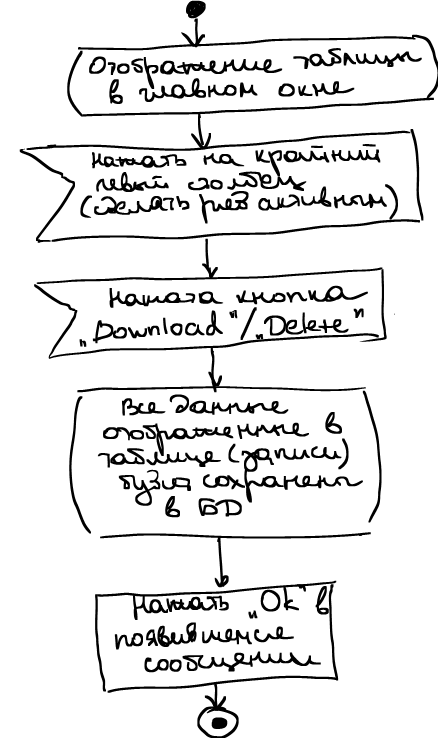 Отображение таблицы
в главном окне
Нажать на крайний
левый столбец
(сделать рез активным)
Нажата кнопка
„Download"/„Delete"
Все данные
отображенные в
таблице (записи)
будут сохранены
в БД
Нажать „Ok" в
появившемся
сообщении